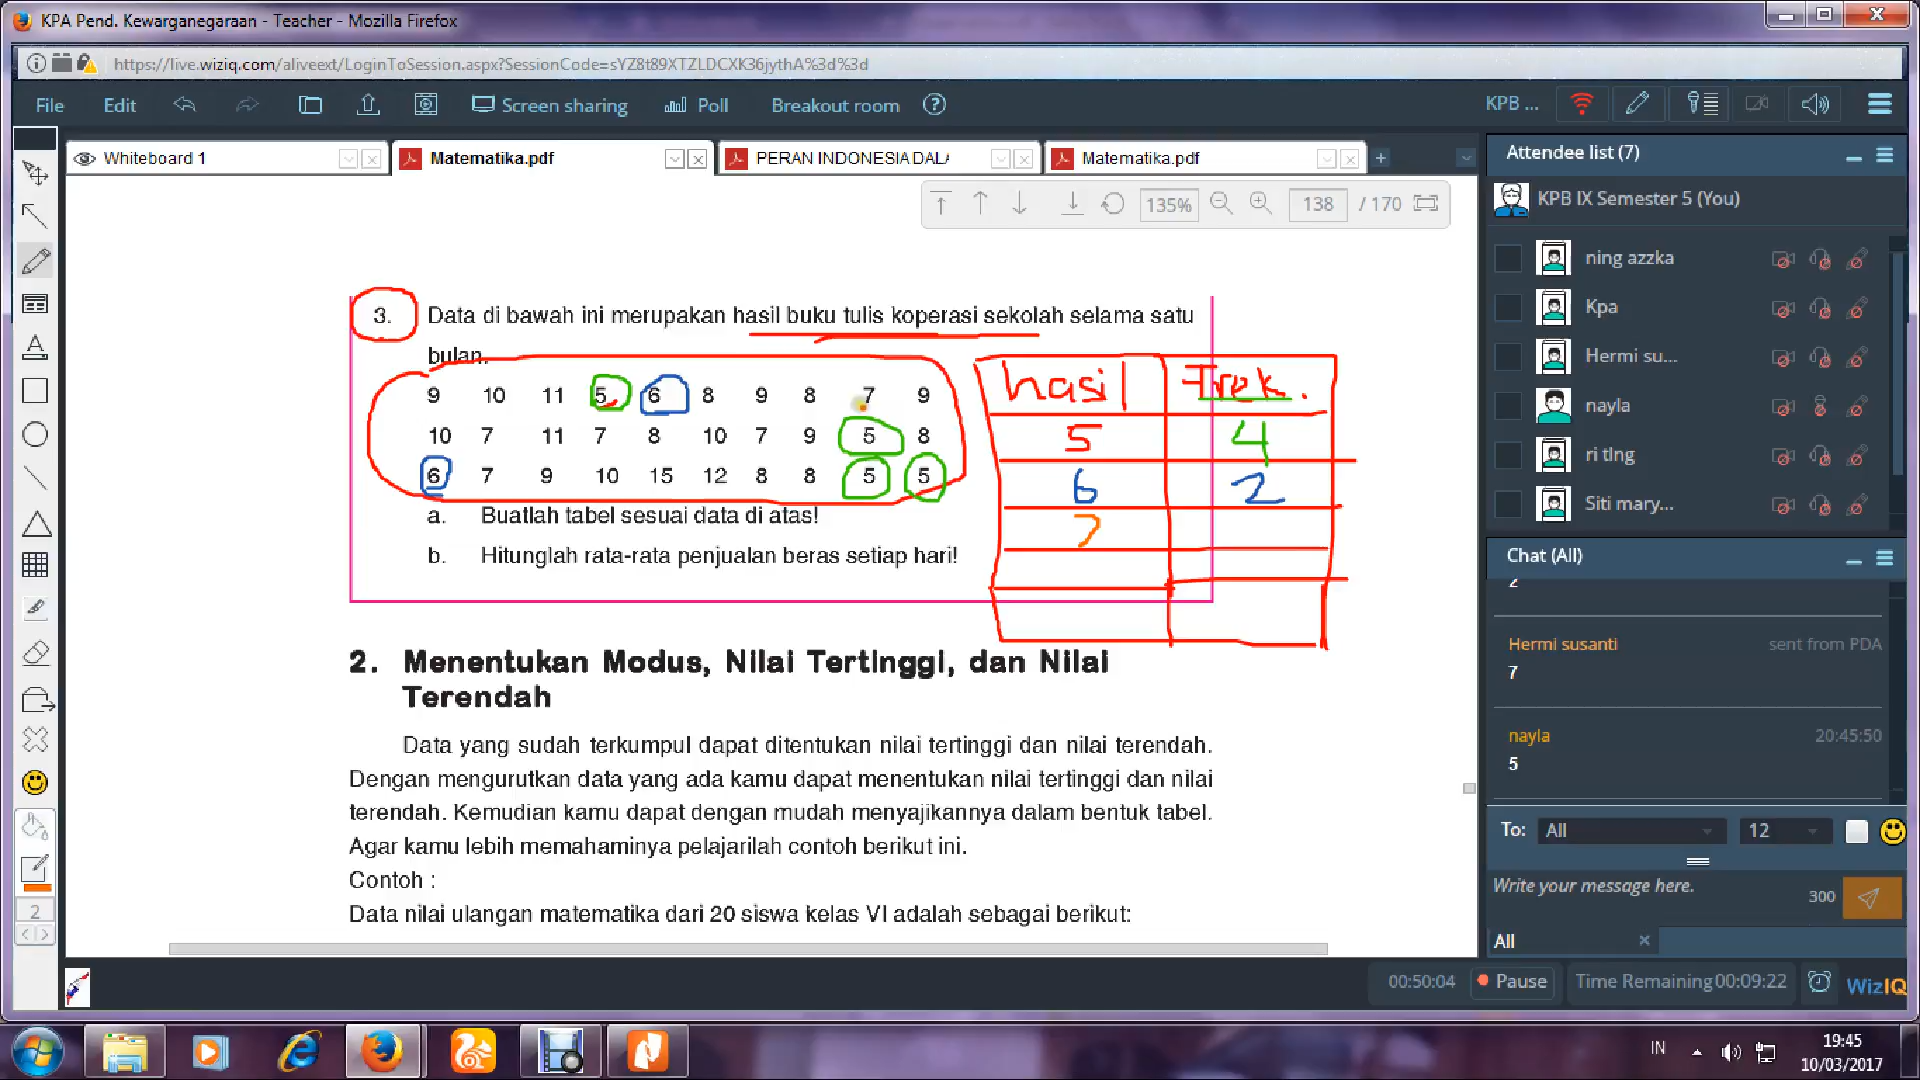 KPA Pend. Kewarganegaraan - Teacher - Mozilla Firefox
https://live.wiziq.com/aliveext/LoginToSession.aspx?SessionCode=sYZ8t89XTZLDCXK36jythA%3d%3d
File Edit Screen sharing Poll Breakout room KPB ...
Whiteboard 1 Matematika.pdf PERAN INDONESIA DALA Matematika.pdf
135% 138 / 170
3. Data di bawah ini merupakan hasil buku tulis koperasi sekolah selama satu
bulan.
9 10 11 5 6 8 9 8 7 9
10 7 11 7 8 10 7 9 5 8
6 7 9 10 15 12 8 8 5 5
a. Buatlah tabel sesuai data di atas!
b. Hitunglah rata-rata penjualan beras setiap hari!
hasil Frek.
5 4
6 2
7
2. Menentukan Modus, Nilai Tertinggi, dan Nilai
Terendah
Data yang sudah terkumpul dapat ditentukan nilai tertinggi dan nilai terendah.
Dengan mengurutkan data yang ada kamu dapat menentukan nilai tertinggi dan nilai
terendah. Kemudian kamu dapat dengan mudah menyajikannya dalam bentuk tabel.
Agar kamu lebih memahaminya pelajarilah contoh berikut ini.
Contoh :
Data nilai ulangan matematika dari 20 siswa kelas VI adalah sebagai berikut:
2
Attendee list (7)
KPB IX Semester 5 (You)
ning azzka
Kpa
Hermi su...
nayla
ri tIng
Siti mary...
Chat (All)
2
Hermi susanti sent from PDA
7
nayla 20:45:50
5
To: All 12
Write your message here. 300
All
00:50:04 Pause Time Remaining 00:09:22 WizIQ
IN 19:45
10/03/2017